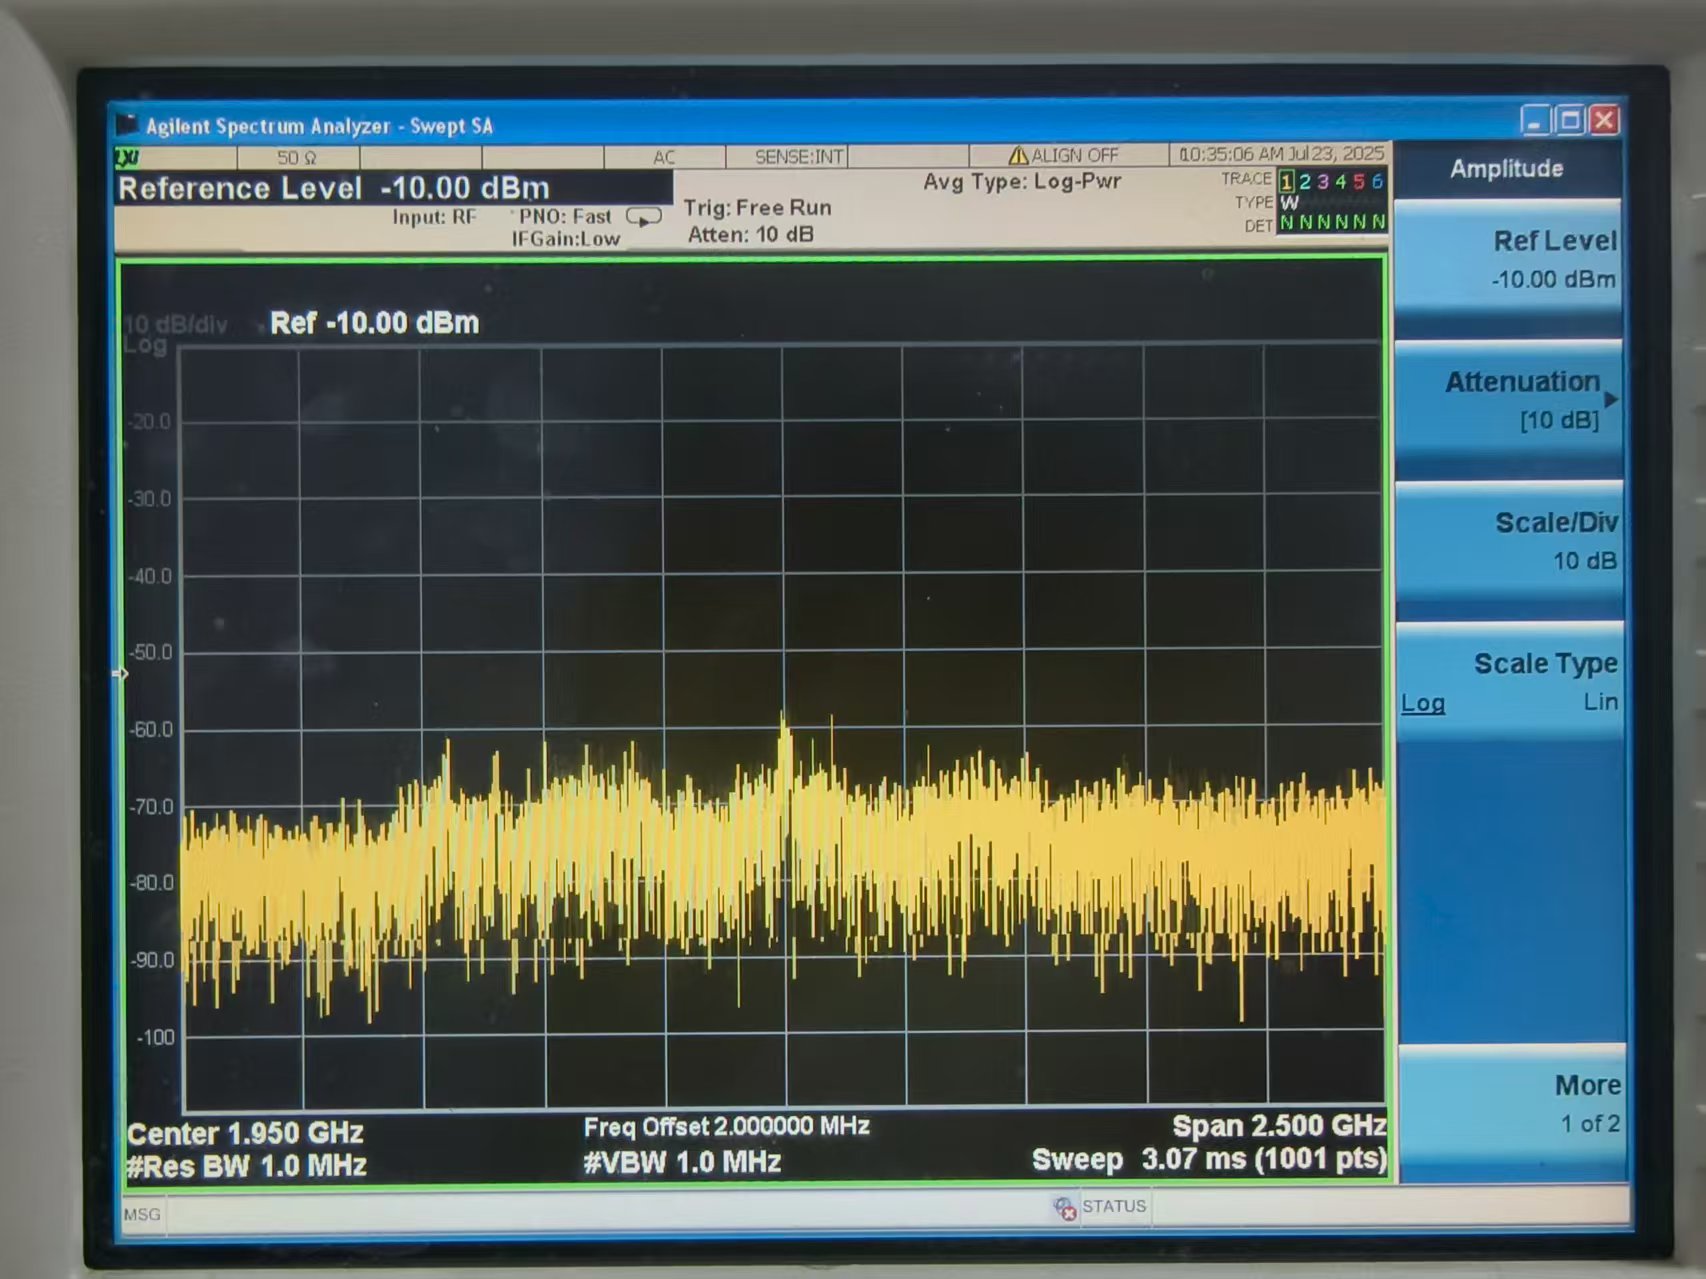 Agilent Spectrum Analyzer - Swept SA
LXI 50 Ω AC SENSE:INT ALIGN OFF 10:35:06 AM Jul 23, 2025
Reference Level -10.00 dBm
Input: RF PNO: Fast Trig: Free Run Avg Type: Log-Pwr TRACE 1 2 3 4 5 6
IFGain:Low Atten: 10 dB TYPE W
DET N N N N N N
10 dB/div Ref -10.00 dBm
Log
-20.0
-30.0
-40.0
-50.0
-60.0
-70.0
-80.0
-90.0
-100
Center 1.950 GHz Freq Offset 2.000000 MHz Span 2.500 GHz
#Res BW 1.0 MHz #VBW 1.0 MHz Sweep 3.07 ms (1001 pts)
MSG STATUS
Amplitude
Ref Level
-10.00 dBm
Attenuation
[10 dB]
Scale/Div
10 dB
Scale Type
Log Lin
More
1 of 2